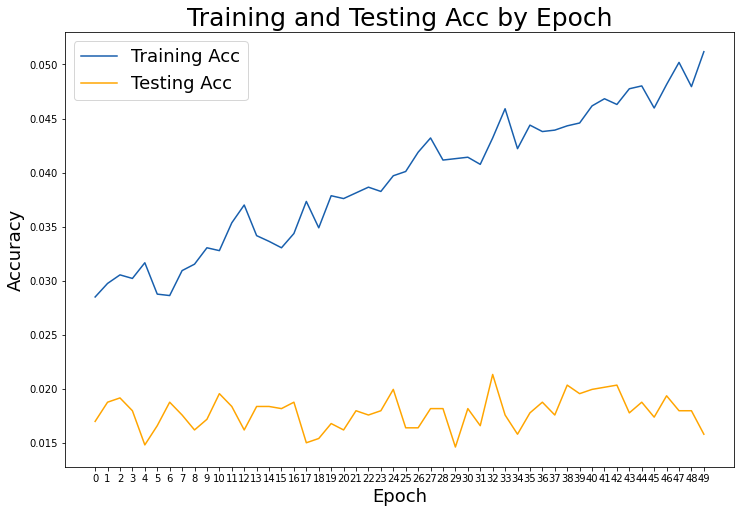 Training and Testing Acc by Epoch
Training Acc
Testing Acc
Accuracy
0.050
0.045
0.040
0.035
0.030
0.025
0.020
0.015
0 1 2 3 4 5 6 7 8 9 10 11 12 13 14 15 16 17 18 19 20 21 22 23 24 25 26 27 28 29 30 31 32 33 34 35 36 37 38 39 40 41 42 43 44 45 46 47 48 49
Epoch